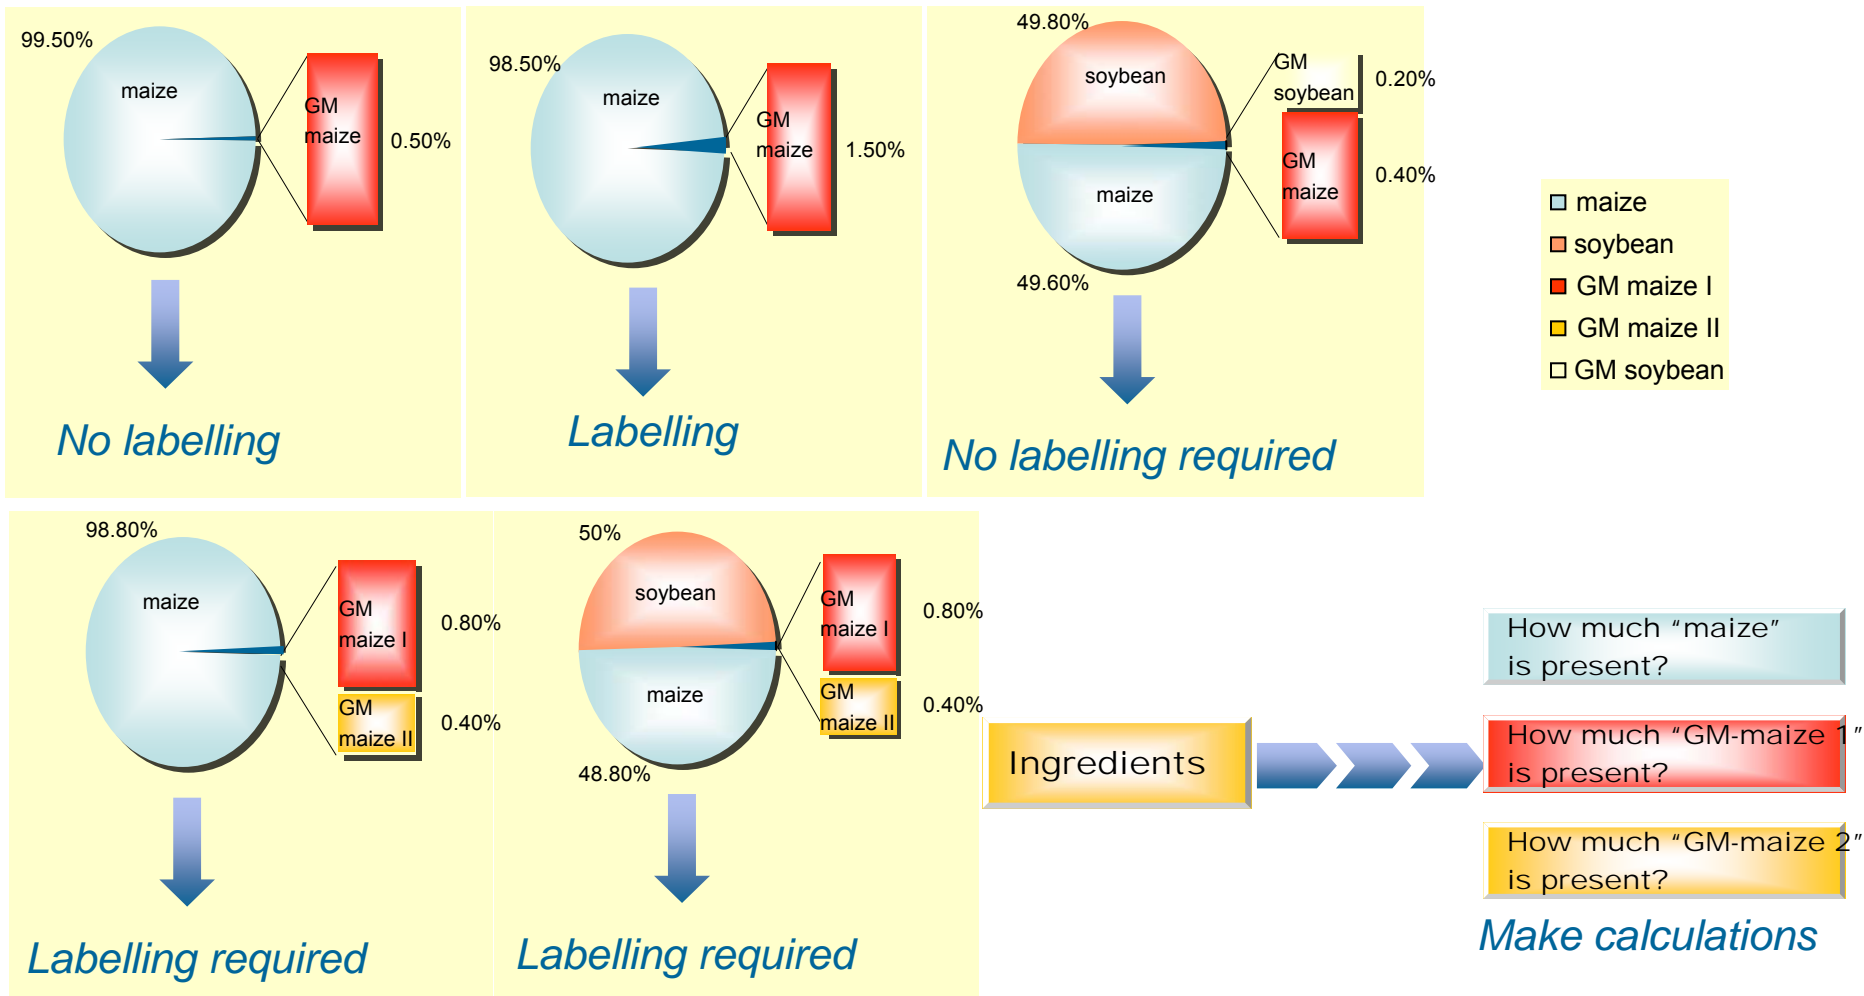 99.50%
maize
GM
maize
0.50%
No labelling
98.50%
maize
GM
maize
1.50%
Labelling
49.80%
soybean
GM
soybean
0.20%
GM
maize
0.40%
maize
49.60%
No labelling required
maize
soybean
GM maize I
GM maize II
GM soybean
98.80%
maize
GM
maize I
0.80%
GM
maize II
0.40%
Labelling required
50%
soybean
GM
maize I
0.80%
maize
GM
maize II
0.40%
48.80%
Labelling required
Ingredients
How much “maize”
is present?
How much “GM-maize 1”
is present?
How much “GM-maize 2”
is present?
Make calculations